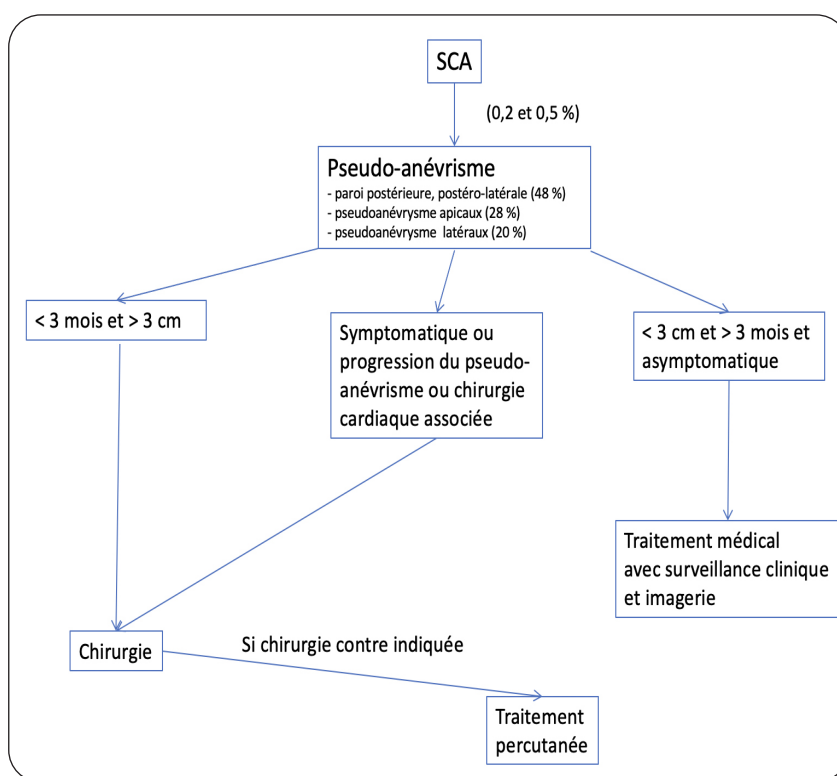 SCA
(0,2 et 0,5 %)
Pseudo-anévrisme
- paroi postérieure, postéro-latérale (48 %)
- pseudoanévrysme apicaux (28 %)
- pseudoanévrysme latéraux (20 %)
< 3 mois et > 3 cm
Symptomatique ou
progression du pseudo-
anévrisme ou chirurgie
cardiaque associée
< 3 cm et > 3 mois et
asymptomatique
Traitement médical
avec surveillance clinique
et imagerie
Chirurgie
Si chirurgie contre indiquée
Traitement
percutanée